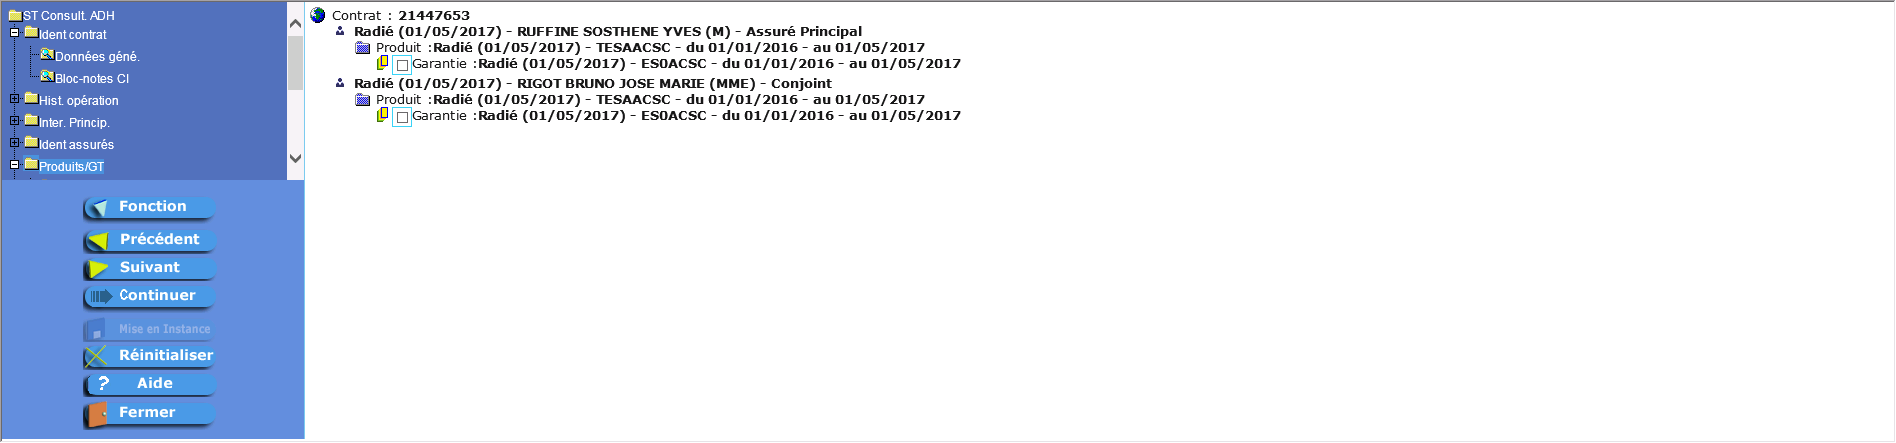 ST Consult. ADH
Ident contrat
Données géné.
Bloc-notes CI
Hist. opération
Inter. Princip.
Ident assurés
Produits/GT
Fonction
Précédent
Suivant
Continuer
Mise en Instance
Réinitialiser
? Aide
Fermer
Contrat : 21447653
Radié (01/05/2017) - RUFFINE SOSTHENE YVES (M) - Assuré Principal
Produit :Radié (01/05/2017) - TESAACSC - du 01/01/2016 - au 01/05/2017
Garantie :Radié (01/05/2017) - ES0ACSC - du 01/01/2016 - au 01/05/2017
Radié (01/05/2017) - RIGOT BRUNO JOSE MARIE (MME) - Conjoint
Produit :Radié (01/05/2017) - TESAACSC - du 01/01/2016 - au 01/05/2017
Garantie :Radié (01/05/2017) - ES0ACSC - du 01/01/2016 - au 01/05/2017